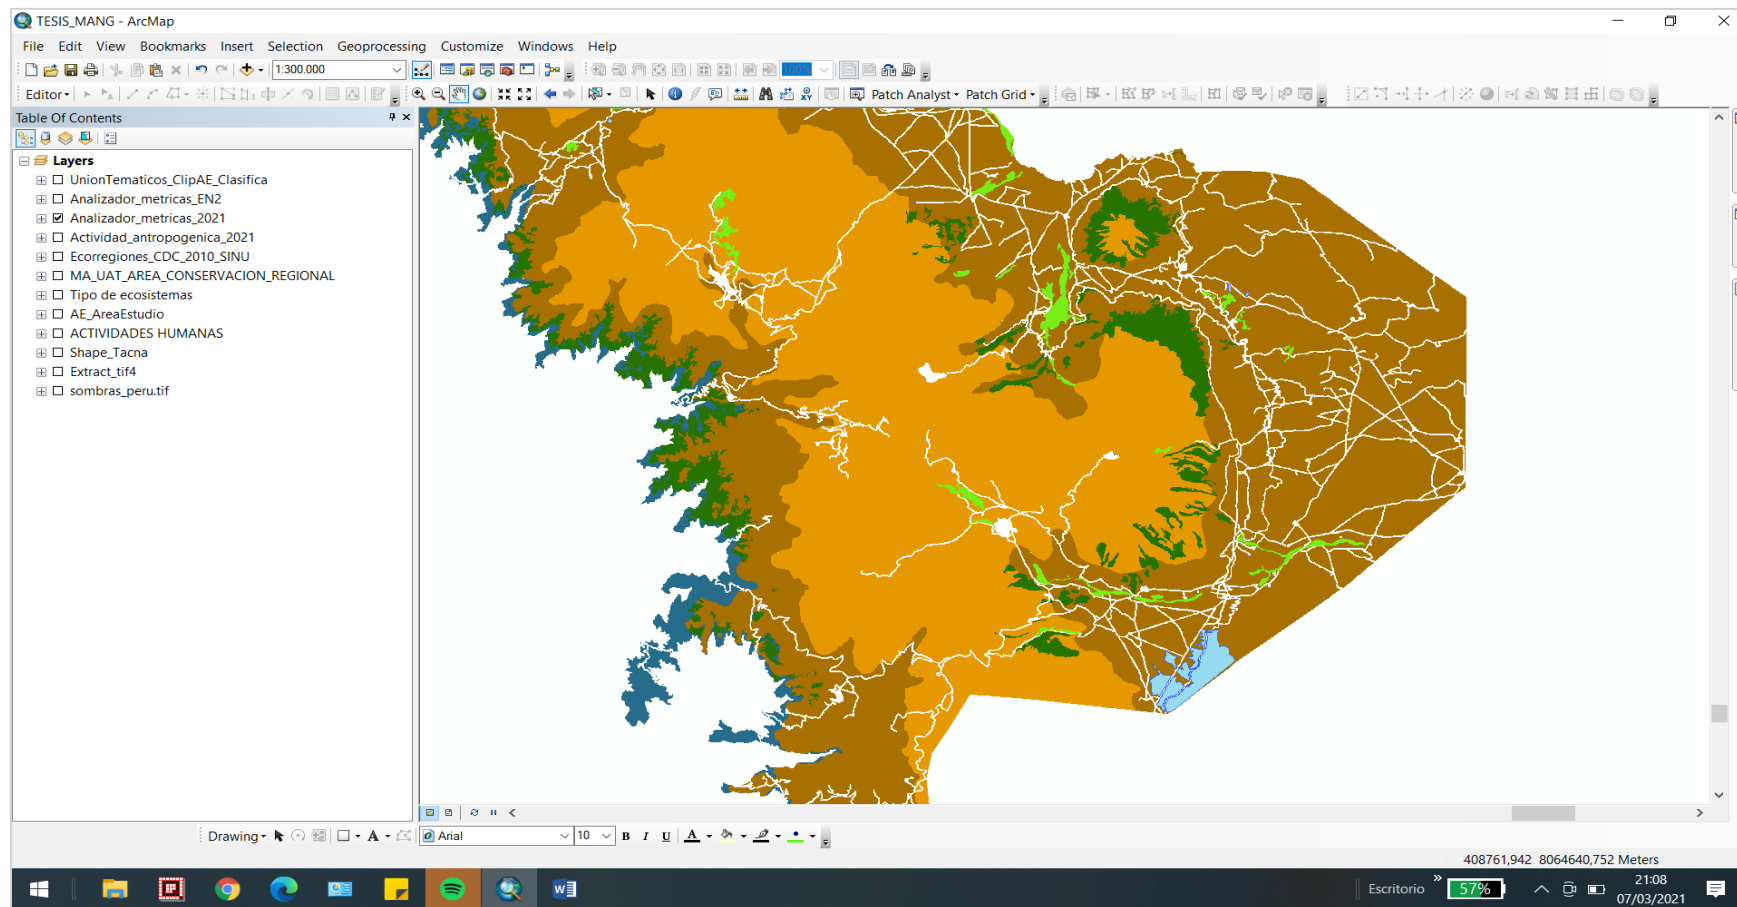 TESIS_MANG - ArcMap
File Edit View Bookmarks Insert Selection Geoprocessing Customize Windows Help
1:300.000
100%
Editor
Patch Analyst Patch Grid
Table Of Contents
Layers
UnionTematicos_ClipAE_Clasifica
Analizador_metricas_EN2
Analizador_metricas_2021
Actividad_antropogenica_2021
Ecorregiones_CDC_2010_SINU
MA_UAT_AREA_CONSERVACION_REGIONAL
Tipo de ecosistemas
AE_AreaEstudio
ACTIVIDADES HUMANAS
Shape_Tacna
Extract_tif4
sombras_peru.tif
Drawing A Arial 10 B I U A
408761,942 8064640,752 Meters
Escritorio » 57% 21:08
07/03/2021